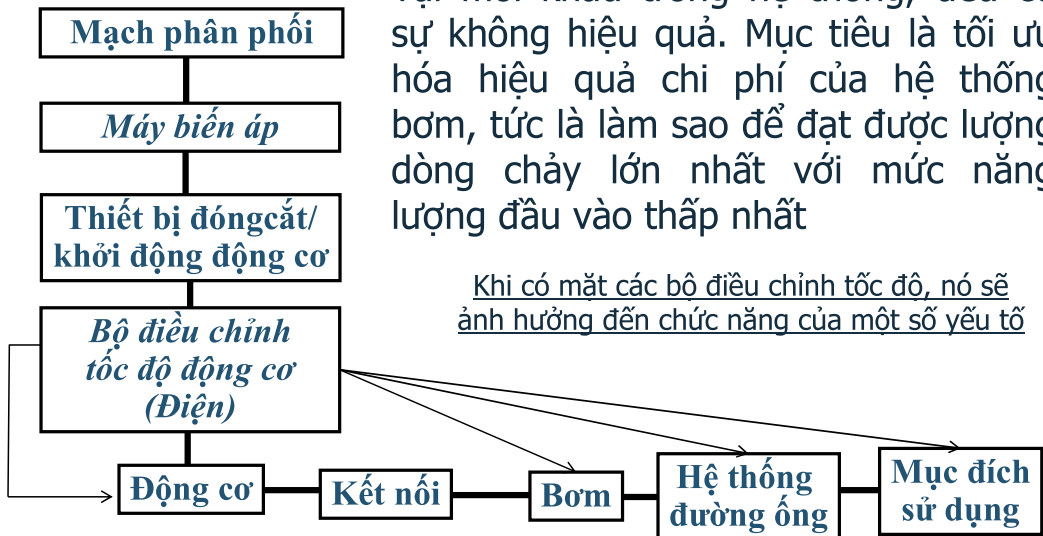 Mạch phân phối
Máy biến áp
Thiết bị đóngcắt/
khởi động động cơ
Bộ điều chỉnh
tốc độ động cơ
(Điện)
Động cơ
Kết nối
Bơm
Hệ thống
đường ống
Mục đích
sử dụng
sự không hiệu quả. Mục tiêu là tối ưu
hóa hiệu quả chi phí của hệ thống
bơm, tức là làm sao để đạt được lượng
dòng chảy lớn nhất với mức năng
lượng đầu vào thấp nhất
Khi có mặt các bộ điều chỉnh tốc độ, nó sẽ
ảnh hưởng đến chức năng của một số yếu tố